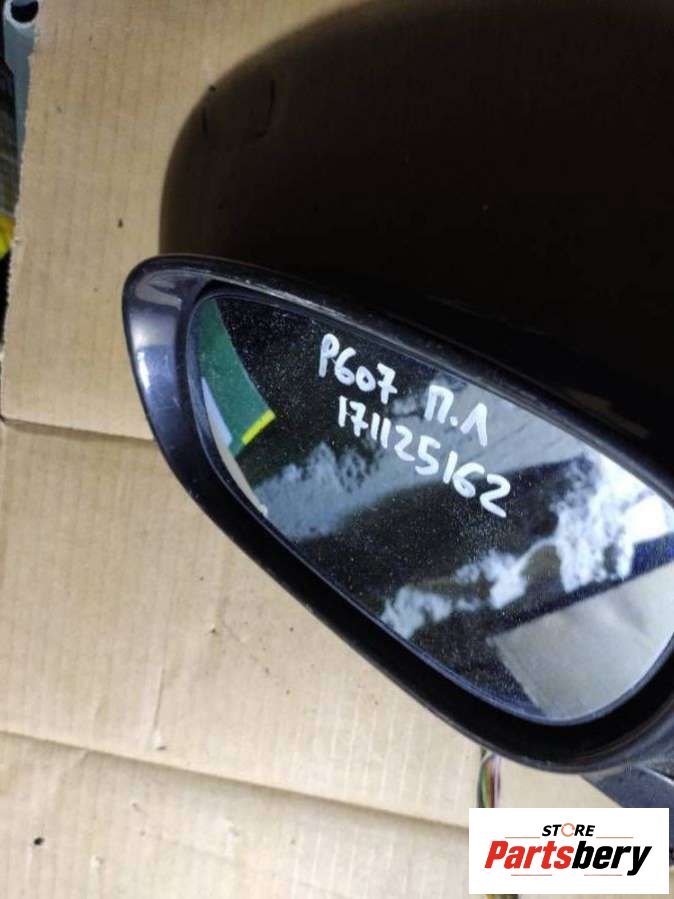 P607 П.Л
171125162
STORE
Partsbery